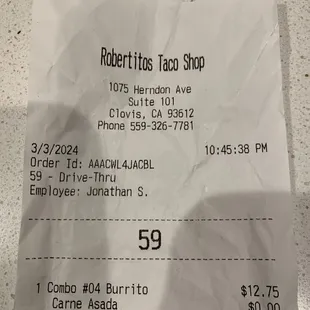 Robertitos Taco Shop
1075 Herndon Ave
Suite 101
Clovis, CA 93612
Phone 559-326-7781
3/3/2024 10:45:38 PM
Order Id: AAACWL4JACBL
59 - Drive-Thru
Employee: Jonathan S.
59
1 Combo #04 Burrito $12.75
Carne Asada $0.00